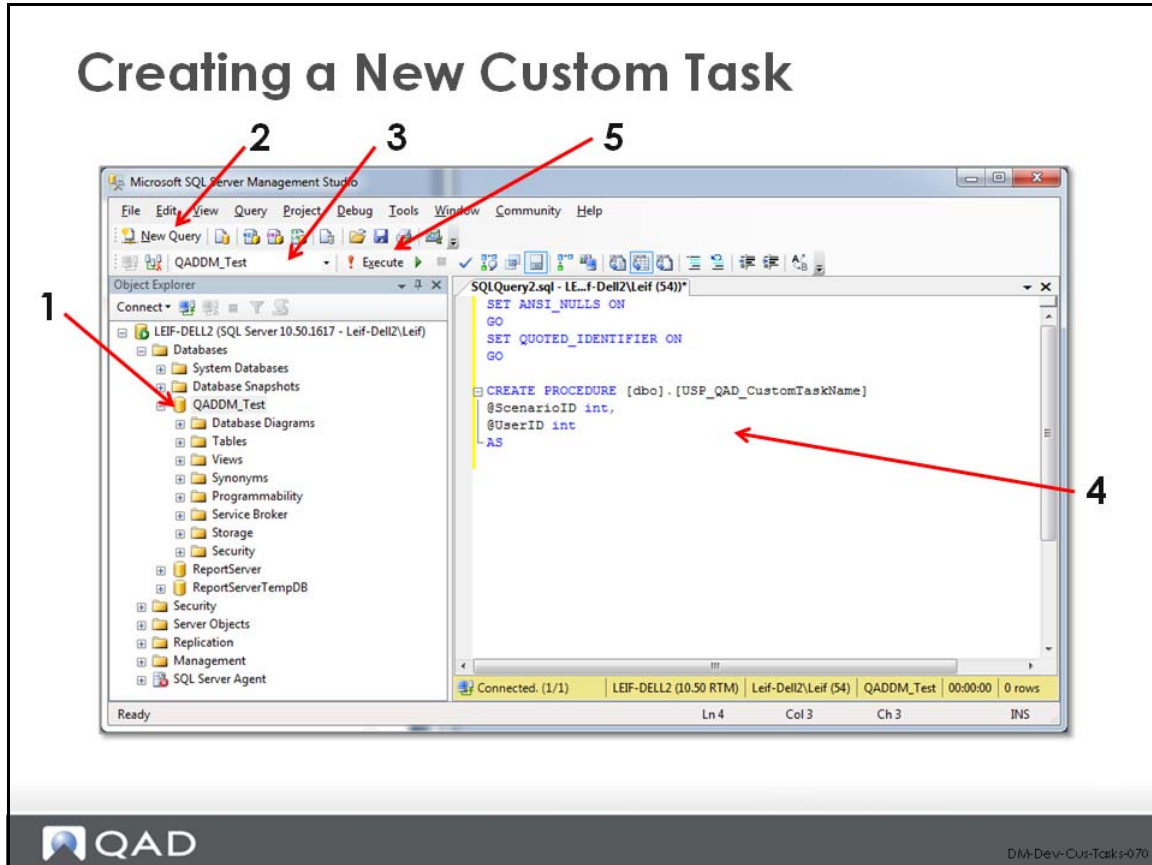 Creating a New Custom Task
2
3
5
1
4
Microsoft SQL Server Management Studio
File Edit View Query Project Debug Tools Window Community Help
New Query
QADDM_Test
Execute
Object Explorer
Connect
LEIF-DELL2 (SQL Server 10.50.1617 - Leif-Dell2\Leif)
Databases
System Databases
Database Snapshots
QADDM_Test
Database Diagrams
Tables
Views
Synonyms
Programmability
Service Broker
Storage
Security
ReportServer
ReportServerTempDB
Security
Server Objects
Replication
Management
SQL Server Agent
SQLQuery2.sql - LE...f-Dell2\Leif (54))*
SET ANSI_NULLS ON
GO
SET QUOTED_IDENTIFIER ON
GO
CREATE PROCEDURE [dbo].[USP_QAD_CustomTaskName]
@ScenarioID int,
@UserID int
AS
Connected. (1/1) LEIF-DELL2 (10.50 RTM) Leif-Dell2\Leif (54) QADDM_Test 00:00:00 0 rows
Ready Ln 4 Col 3 Ch 3 INS
QAD
DM-Dev-Cus-Tasks-070